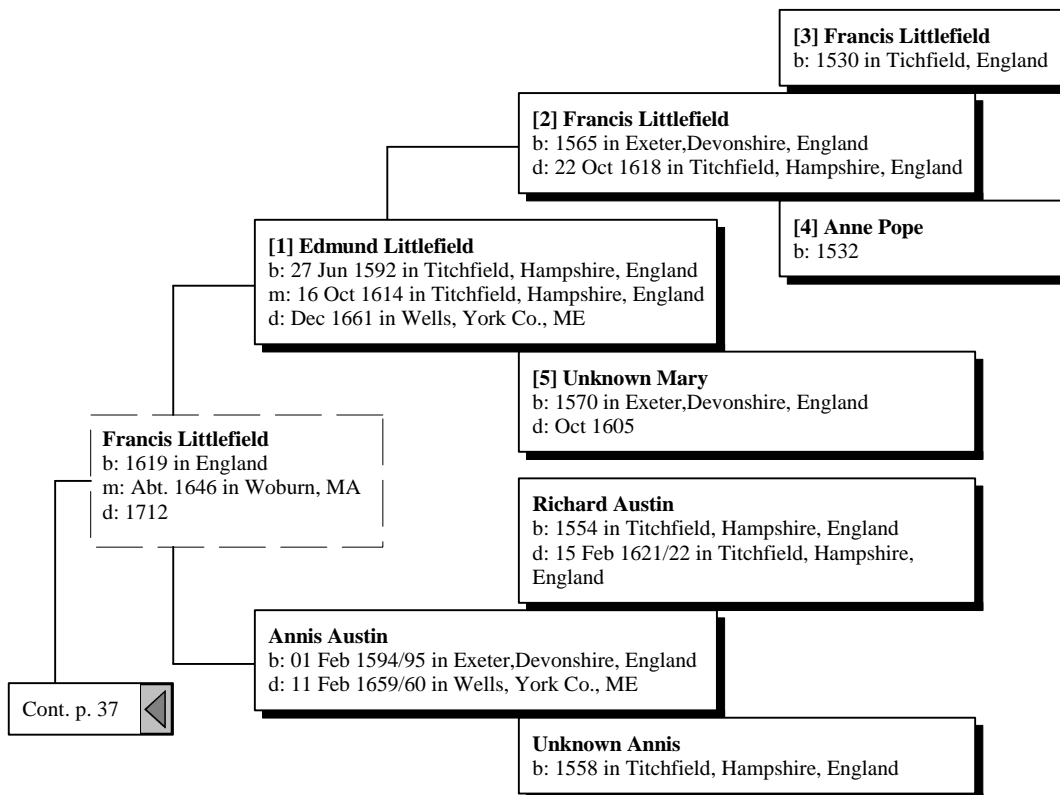 [3] Francis Littlefield
b: 1530 in Tichfield, England
[2] Francis Littlefield
b: 1565 in Exeter,Devonshire, England
d: 22 Oct 1618 in Titchfield, Hampshire, England
[4] Anne Pope
b: 1532
[1] Edmund Littlefield
b: 27 Jun 1592 in Titchfield, Hampshire, England
m: 16 Oct 1614 in Titchfield, Hampshire, England
d: Dec 1661 in Wells, York Co., ME
[5] Unknown Mary
b: 1570 in Exeter,Devonshire, England
d: Oct 1605
Francis Littlefield
b: 1619 in England
m: Abt. 1646 in Woburn, MA
d: 1712
Richard Austin
b: 1554 in Titchfield, Hampshire, England
d: 15 Feb 1621/22 in Titchfield, Hampshire,
England
Annis Austin
b: 01 Feb 1594/95 in Exeter,Devonshire, England
d: 11 Feb 1659/60 in Wells, York Co., ME
Cont. p. 37
Unknown Annis
b: 1558 in Titchfield, Hampshire, England